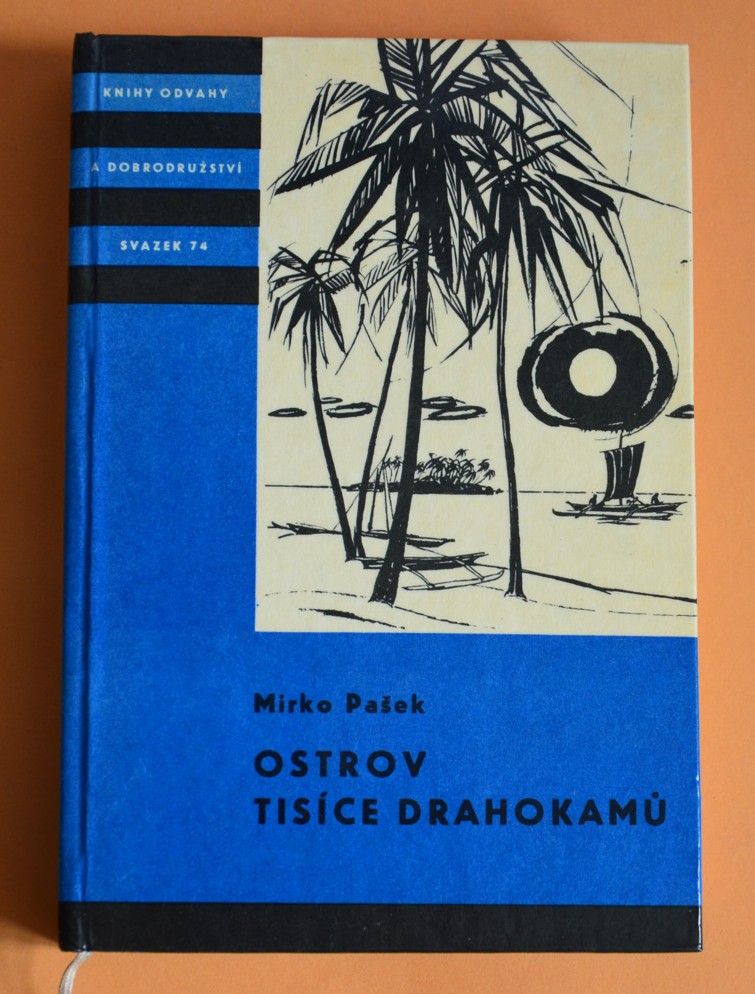 KNIHY ODVAHY
A DOBRODRUŽSTVÍ
SVAZEK 74
Mirko Pašek
OSTROV
TISÍCE DRAHOKAMŮ